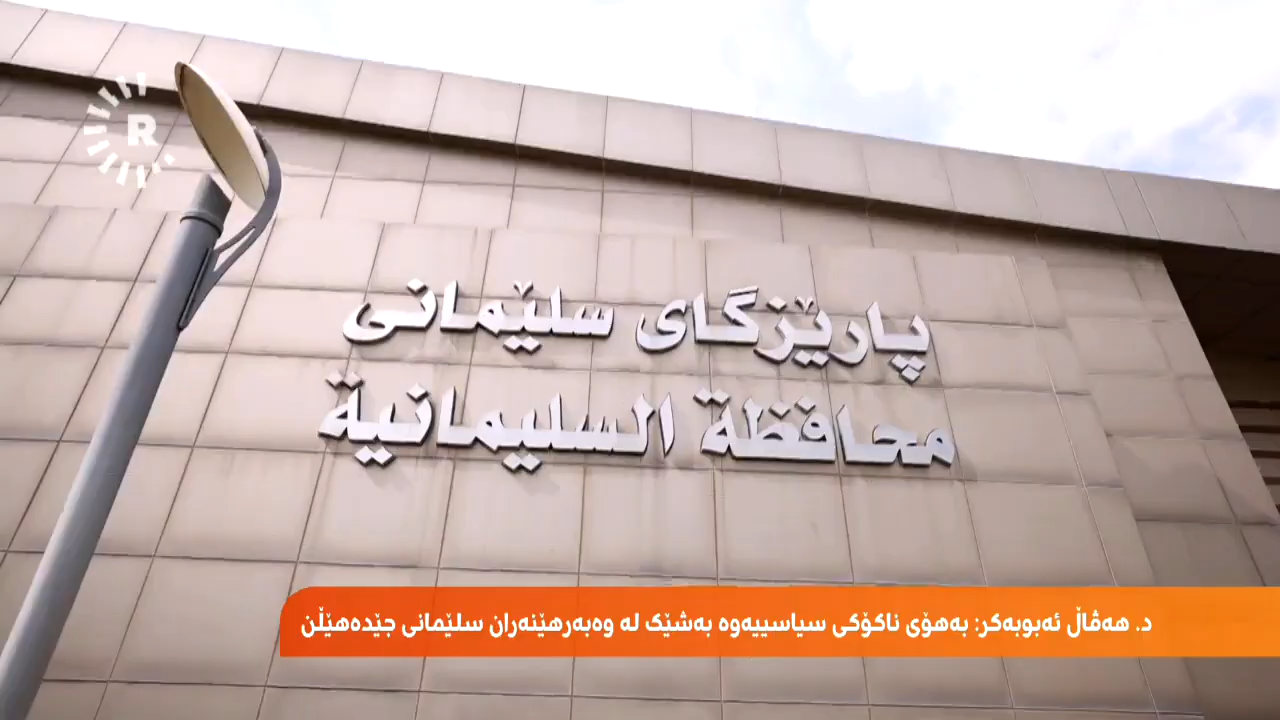 R
پارێزگای سلێمانی
محافظة السليمانية
د. هەڤاڵ ئەبوبەکر: بەهۆی ناکۆکی سیاسییەوە بەشێک لە وەبەرهێنەران سلێمانی جێدەهێڵن